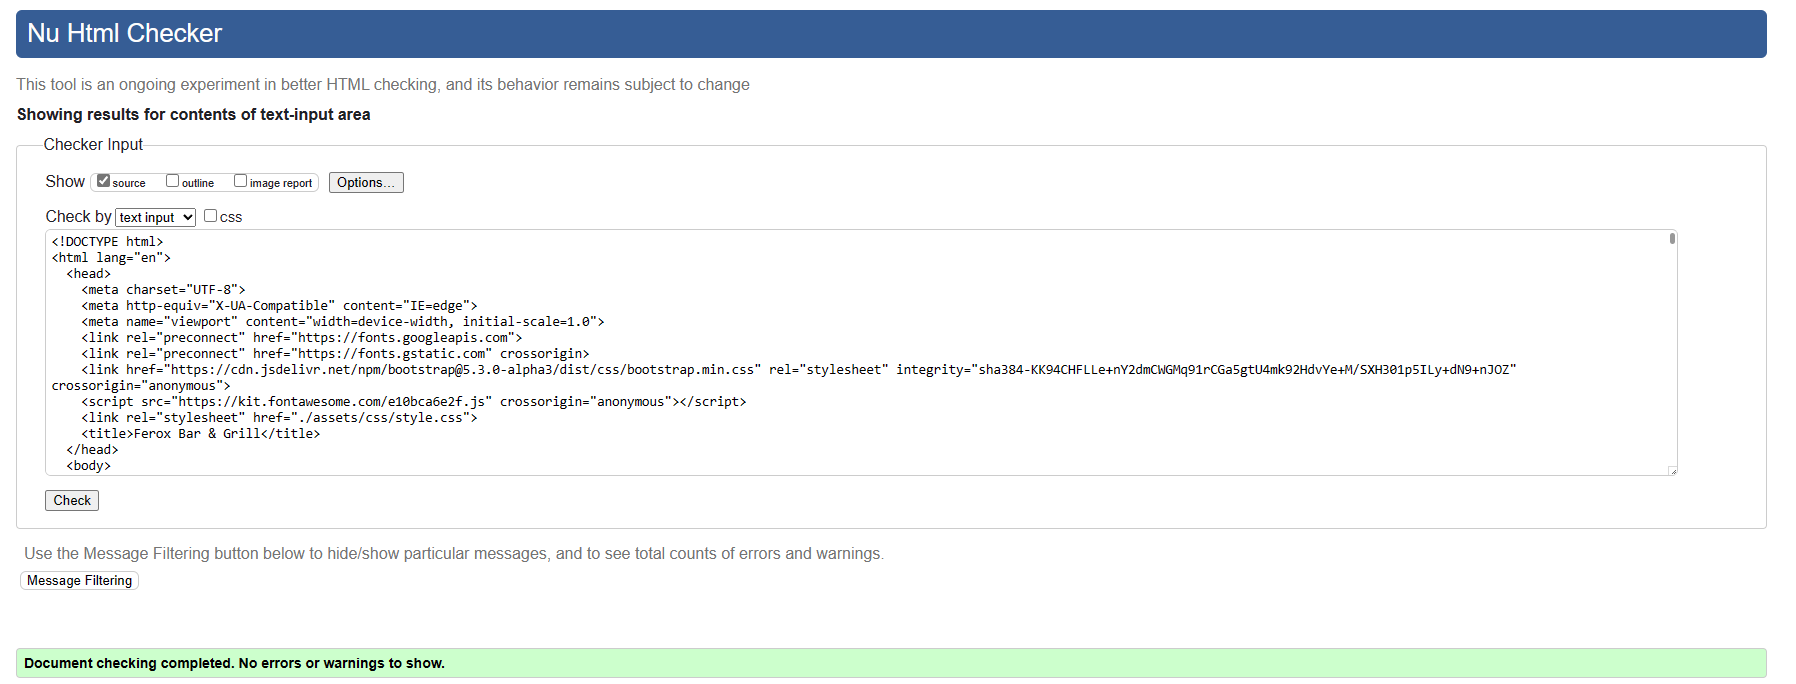 Nu Html Checker
This tool is an ongoing experiment in better HTML checking, and its behavior remains subject to change
Showing results for contents of text-input area
Checker Input
Show source outline image report Options...
Check by text input css
<!DOCTYPE html>
<html lang="en">
<head>
<meta charset="UTF-8">
<meta http-equiv="X-UA-Compatible" content="IE=edge">
<meta name="viewport" content="width=device-width, initial-scale=1.0">
<link rel="preconnect" href="https://fonts.googleapis.com">
<link rel="preconnect" href="https://fonts.gstatic.com" crossorigin>
<link href="https://cdn.jsdelivr.net/npm/bootstrap@5.3.0-alpha3/dist/css/bootstrap.min.css" rel="stylesheet" integrity="sha384-KK94CHFLLe+nY2dmCWGMq91rCGa5gtU4mk92HdvYe+M/SXH301p5ILy+dN9+nJOZ"
crossorigin="anonymous">
<script src="https://kit.fontawesome.com/e10bca6e2f.js" crossorigin="anonymous"></script>
<link rel="stylesheet" href="./assets/css/style.css">
<title>Ferox Bar & Grill</title>
</head>
<body>
Check
Use the Message Filtering button below to hide/show particular messages, and to see total counts of errors and warnings.
Message Filtering
Document checking completed. No errors or warnings to show.